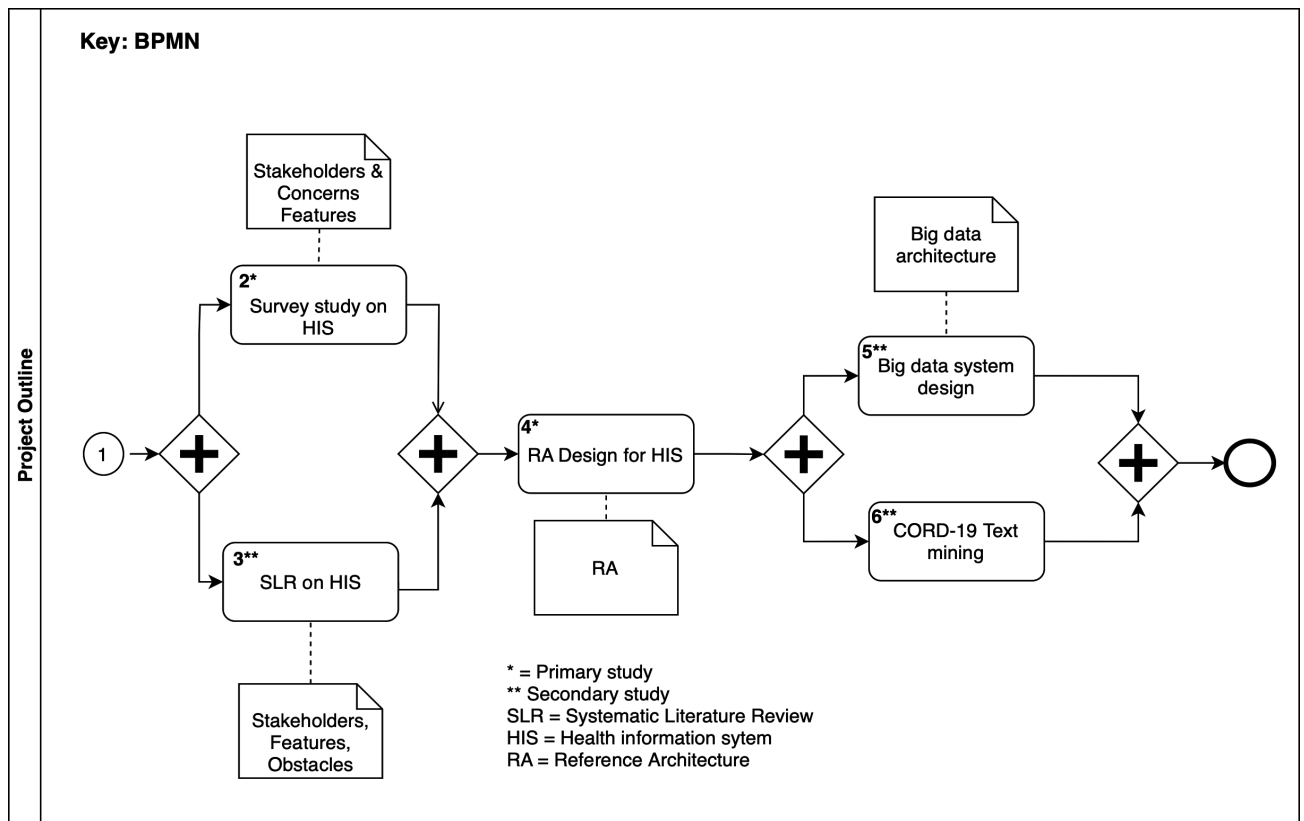 Key: BPMN
Project Outline
Stakeholders &
Concerns
Features
2*
Survey study on
HIS
1
3**
SLR on HIS
Stakeholders,
Features,
Obstacles
4*
RA Design for HIS
RA
Big data
architecture
5**
Big data system
design
6**
CORD-19 Text
mining
* = Primary study
** Secondary study
SLR = Systematic Literature Review
HIS = Health information sytem
RA = Reference Architecture